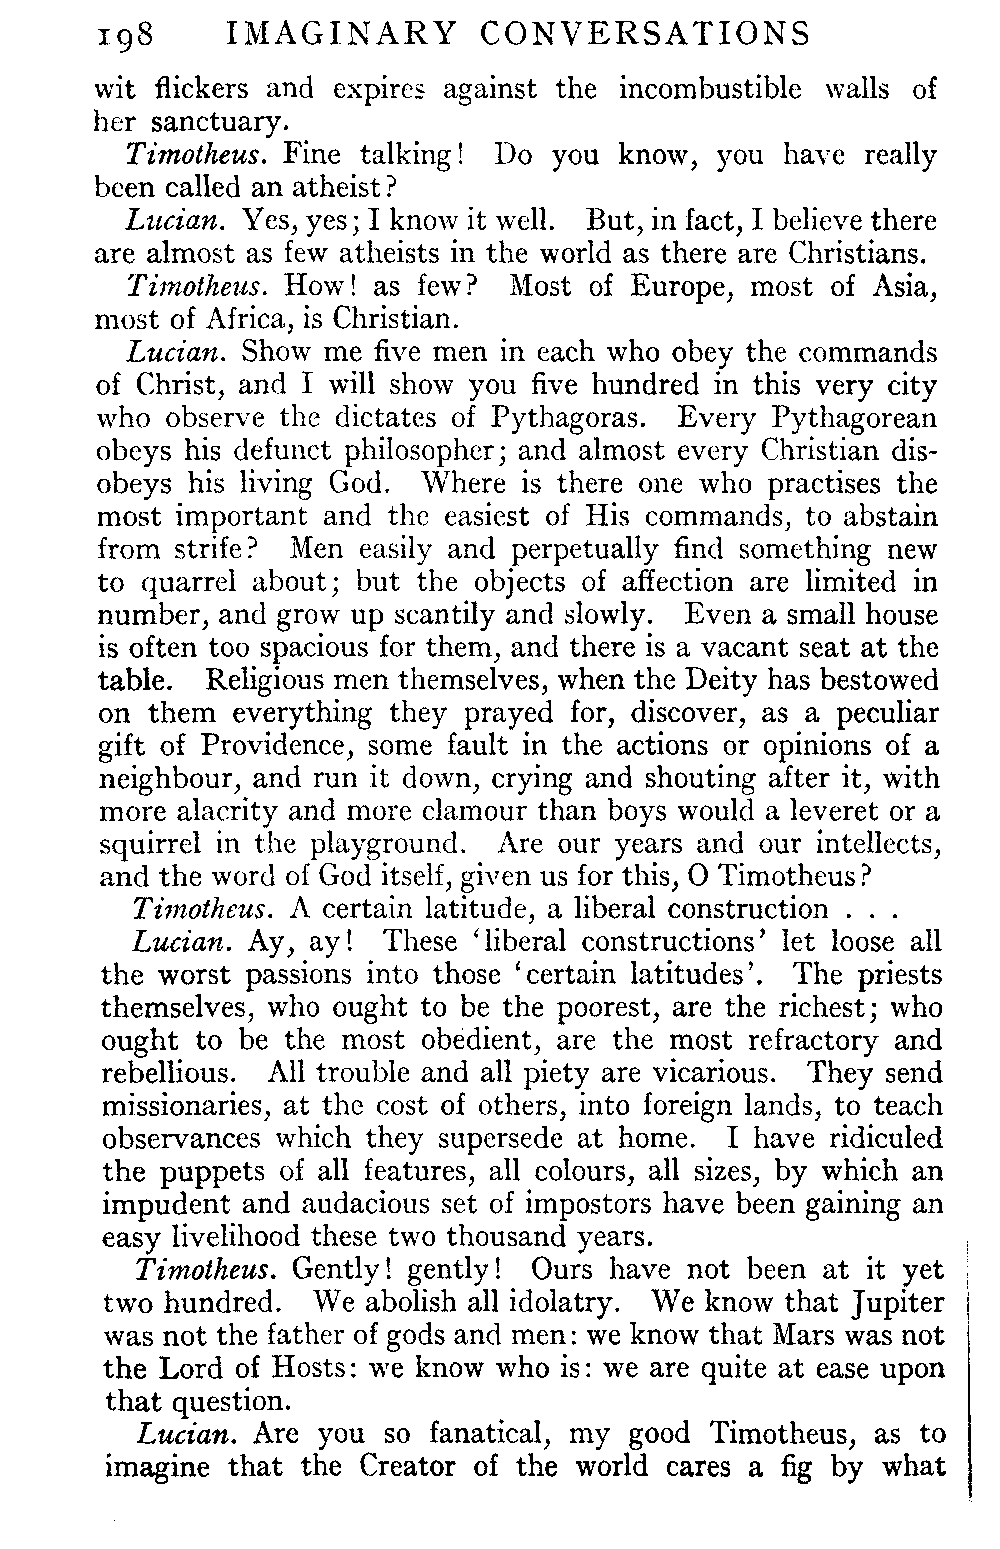 198 IMAGINARY CONVERSATIONS
wit flickers and expires against the incombustible walls of
her sanctuary.
Timotheus. Fine talking! Do you know, you have really
been called an atheist?
Lucian. Yes, yes; I know it well. But, in fact, I believe there
are almost as few atheists in the world as there are Christians.
Timotheus. How! as few? Most of Europe, most of Asia,
most of Africa, is Christian.
Lucian. Show me five men in each who obey the commands
of Christ, and I will show you five hundred in this very city
who observe the dictates of Pythagoras. Every Pythagorean
obeys his defunct philosopher; and almost every Christian dis-
obeys his living God. Where is there one who practises the
most important and the easiest of His commands, to abstain
from strife? Men easily and perpetually find something new
to quarrel about; but the objects of affection are limited in
number, and grow up scantily and slowly. Even a small house
is often too spacious for them, and there is a vacant seat at the
table. Religious men themselves, when the Deity has bestowed
on them everything they prayed for, discover, as a peculiar
gift of Providence, some fault in the actions or opinions of a
neighbour, and run it down, crying and shouting after it, with
more alacrity and more clamour than boys would a leveret or a
squirrel in the playground. Are our years and our intellects,
and the word of God itself, given us for this, O Timotheus?
Timotheus. A certain latitude, a liberal construction . . .
Lucian. Ay, ay! These ‘liberal constructions’ let loose all
the worst passions into those ‘certain latitudes’. The priests
themselves, who ought to be the poorest, are the richest; who
ought to be the most obedient, are the most refractory and
rebellious. All trouble and all piety are vicarious. They send
missionaries, at the cost of others, into foreign lands, to teach
observances which they supersede at home. I have ridiculed
the puppets of all features, all colours, all sizes, by which an
impudent and audacious set of impostors have been gaining an
easy livelihood these two thousand years.
Timotheus. Gently! gently! Ours have not been at it yet
two hundred. We abolish all idolatry. We know that Jupiter
was not the father of gods and men: we know that Mars was not
the Lord of Hosts: we know who is: we are quite at ease upon
that question.
Lucian. Are you so fanatical, my good Timotheus, as to
imagine that the Creator of the world cares a fig by what